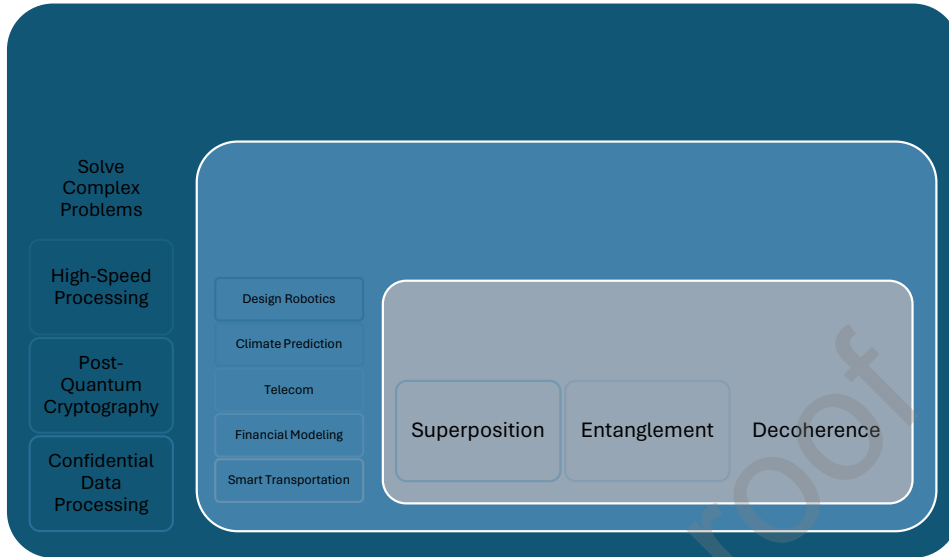 Solve
Complex
Problems
High-Speed
Processing
Post-
Quantum
Cryptography
Confidential
Data
Processing
Design Robotics
Climate Prediction
Telecom
Financial Modeling
Smart Transportation
Superposition
Entanglement
Decoherence
roof